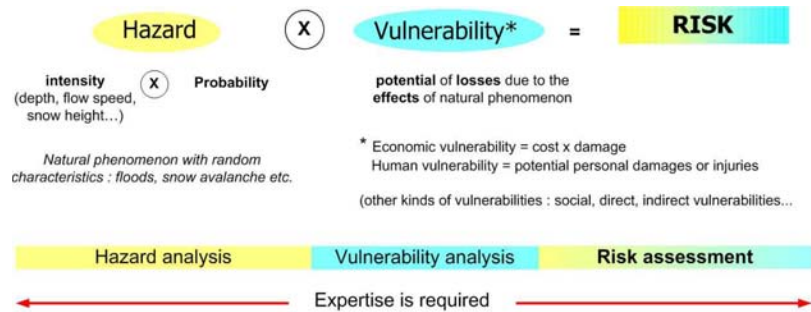 Hazard X Vulnerability* = RISK
intensity X Probability
(depth, flow speed,
snow height...)
potential of losses due to the
effects of natural phenomenon
Natural phenomenon with random
characteristics : floods, snow avalanche etc.
* Economic vulnerability = cost x damage
Human vulnerability = potential personal damages or injuries
(other kinds of vulnerabilities : social, direct, indirect vulnerabilities...
Hazard analysis Vulnerability analysis Risk assessment
Expertise is required